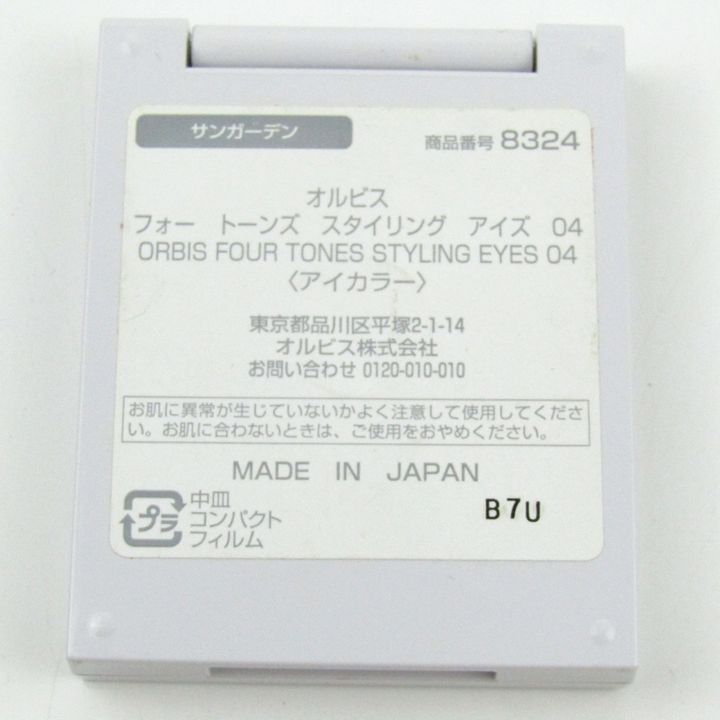 サンガーデン
商品番号 8324
オルビス
フォー トーンズ スタイリング アイズ 04
ORBIS FOUR TONES STYLING EYES 04
〈アイカラー〉
東京都品川区平塚2-1-14
オルビス株式会社
お問い合わせ 0120-010-010
お肌に異常が生じていないかよく注意して使用してくださ
い。お肌に合わないときは、ご使用をおやめください。
MADE IN JAPAN
プラ
中皿
コンパクト
フィルム
B7U